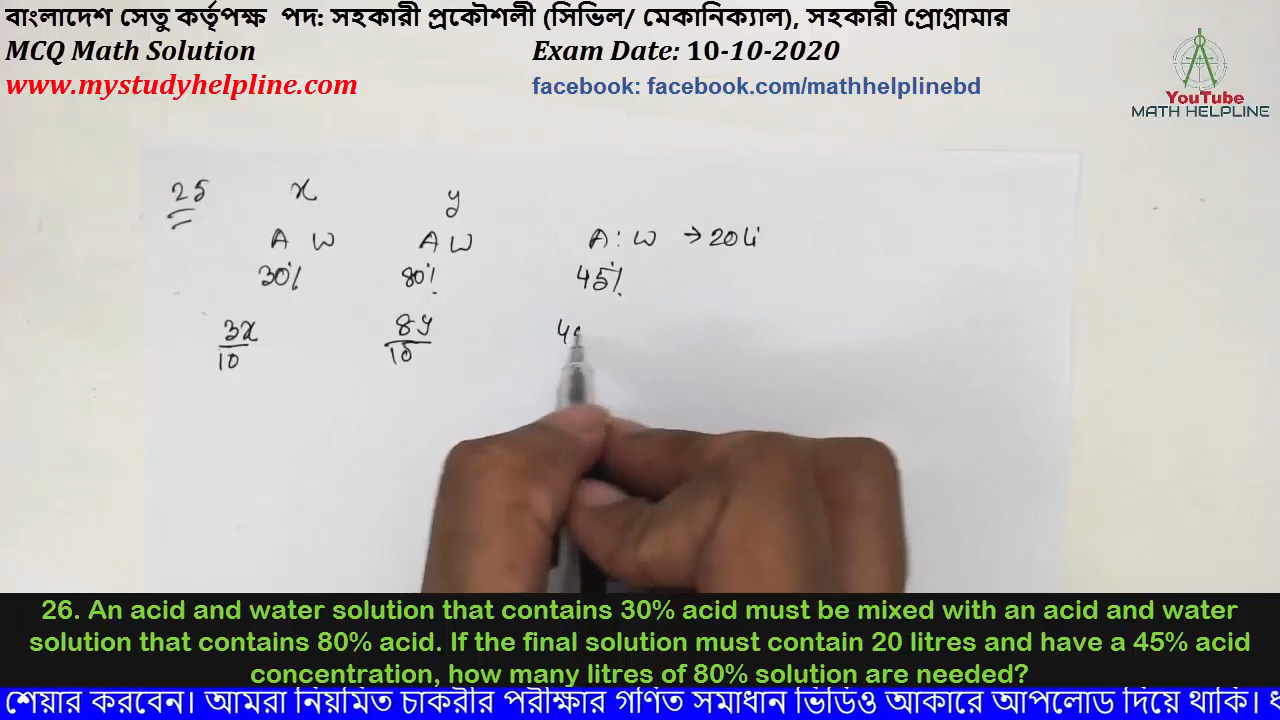 বাংলাদেশ সেতু কর্তৃপক্ষ পদ: সহকারী প্রকৌশলী (সিভিল/ মেকানিক্যাল), সহকারী প্রোগ্রামার
MCQ Math Solution Exam Date: 10-10-2020
www.mystudyhelpline.com facebook: facebook.com/mathhelplinebd
YouTube
MATH HELPLINE
25 x y
A W A W A : W → 20 Li
30% 80% 45%
3x/10 8y/10
26. An acid and water solution that contains 30% acid must be mixed with an acid and water
solution that contains 80% acid. If the final solution must contain 20 litres and have a 45% acid
concentration, how many litres of 80% solution are needed?
শেয়ার করবেন। আমরা নিয়মিত চাকরীর পরীক্ষার গণিত সমাধান ভিডিও আকারে আপলোড দিয়ে থাকি।